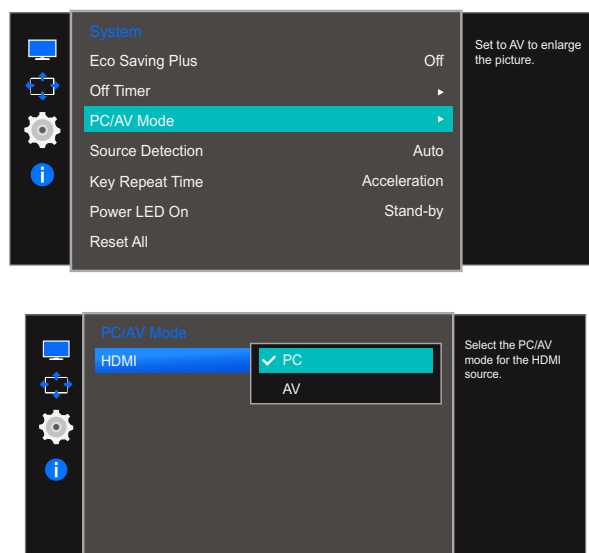 System
Eco Saving Plus Off
Off Timer
PC/AV Mode
Source Detection Auto
Key Repeat Time Acceleration
Power LED On Stand-by
Reset All
Set to AV to enlarge
the picture.
PC/AV Mode
HDMI PC
AV
Select the PC/AV
mode for the HDMI
source.